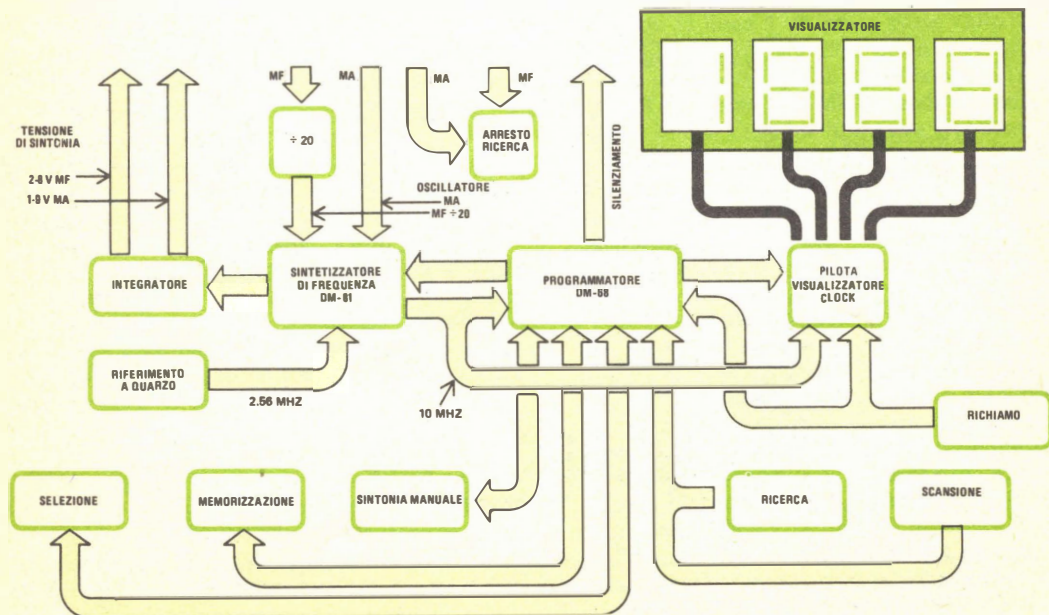 VISUALIZZATORE
MF
MA
MA
MF
TENSIONE
DI SINTONIA
÷ 20
ARRESTO
RICERCA
SILENZIAMENTO
2-8 V MF
1-9 V MA
OSCILLATORE
MA
MF ÷20
INTEGRATORE
SINTETIZZATORE
DI FREQUENZA
DM-81
PROGRAMMATORE
DM-68
PILOTA
VISUALIZZATORE
CLOCK
RIFERIMENTO
A QUARZO
2.56 MHZ
10 MHZ
RICHIAMO
SELEZIONE
MEMORIZZAZIONE
SINTONIA MANUALE
RICERCA
SCANSIONE